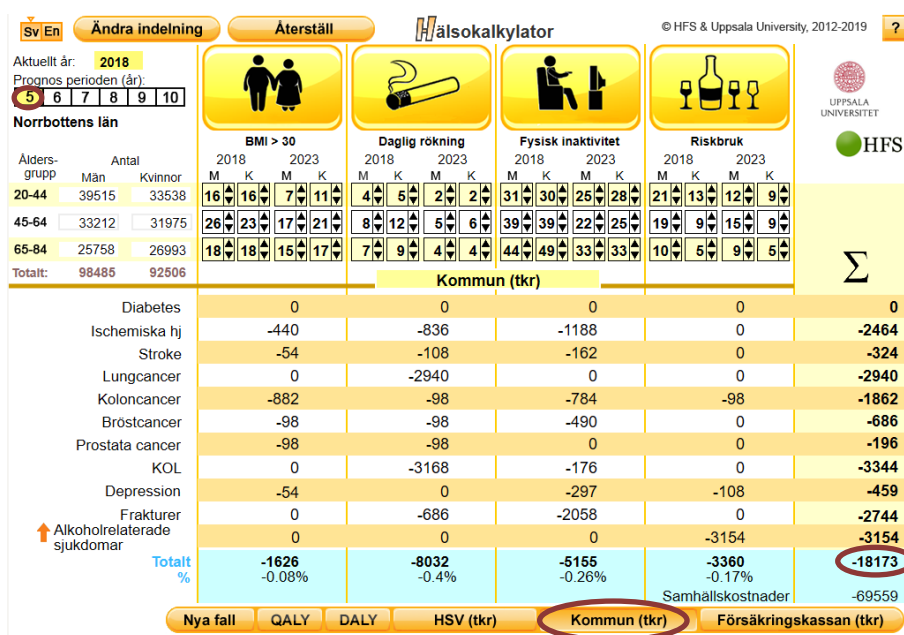 Sv En Ändra indelning Återställ Hälsokalkylator © HFS & Uppsala University, 2012-2019 ?
Aktuellt år: 2018
Prognos perioden (år):
5 6 7 8 9 10
Norrbottens län
UPPSALA
UNIVERSITET
HFS
BMI > 30 Daglig rökning Fysisk inaktivitet Riskbruk
Ålders-
grupp
Antal
Män Kvinnor
2018 2023 2018 2023 2018 2023 2018 2023
M K M K M K M K M K M K M K M K
20-44 39515 33538 16 16 7 11 4 5 2 2 31 30 25 28 21 13 12 9
45-64 33212 31975 26 23 17 21 8 12 5 6 39 39 22 25 19 9 15 9
65-84 25758 26993 18 18 15 17 7 9 4 4 44 49 33 33 10 5 9 5
Totalt: 98485 92506 Σ
Kommun (tkr)
Diabetes 0 0 0 0 0
Ischemiska hj -440 -836 -1188 0 -2464
Stroke -54 -108 -162 0 -324
Lungcancer 0 -2940 0 0 -2940
Koloncancer -882 -98 -784 -98 -1862
Bröstcancer -98 -98 -490 0 -686
Prostata cancer -98 -98 0 0 -196
KOL 0 -3168 -176 0 -3344
Depression -54 0 -297 -108 -459
Frakturer 0 -686 -2058 0 -2744
Alkoholrelaterade
sjukdomar 0 0 0 -3154 -3154
Totalt -1626 -8032 -5155 -3360 -18173
% -0.08% -0.4% -0.26% -0.17%
Samhällskostnader -69559
Nya fall QALY DALY HSV (tkr) Kommun (tkr) Försäkringskassan (tkr)